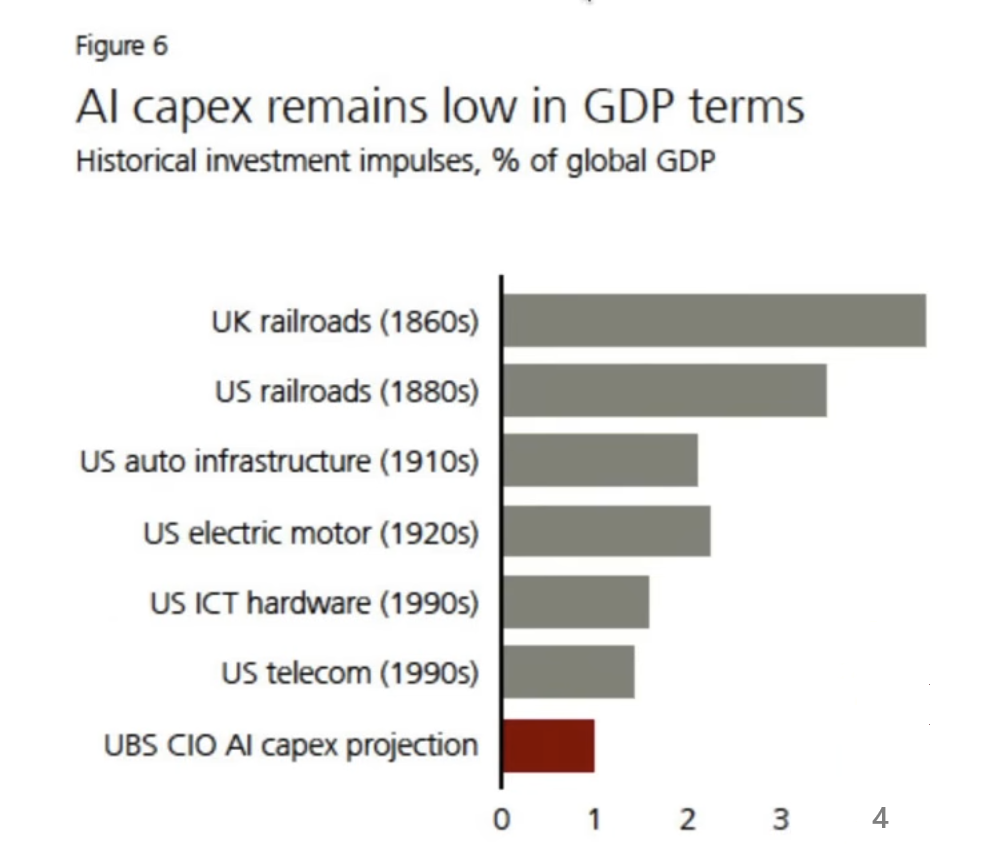 Figure 6
AI capex remains low in GDP terms
Historical investment impulses, % of global GDP
UK railroads (1860s)
US railroads (1880s)
US auto infrastructure (1910s)
US electric motor (1920s)
US ICT hardware (1990s)
US telecom (1990s)
UBS CIO AI capex projection
0 1 2 3 4